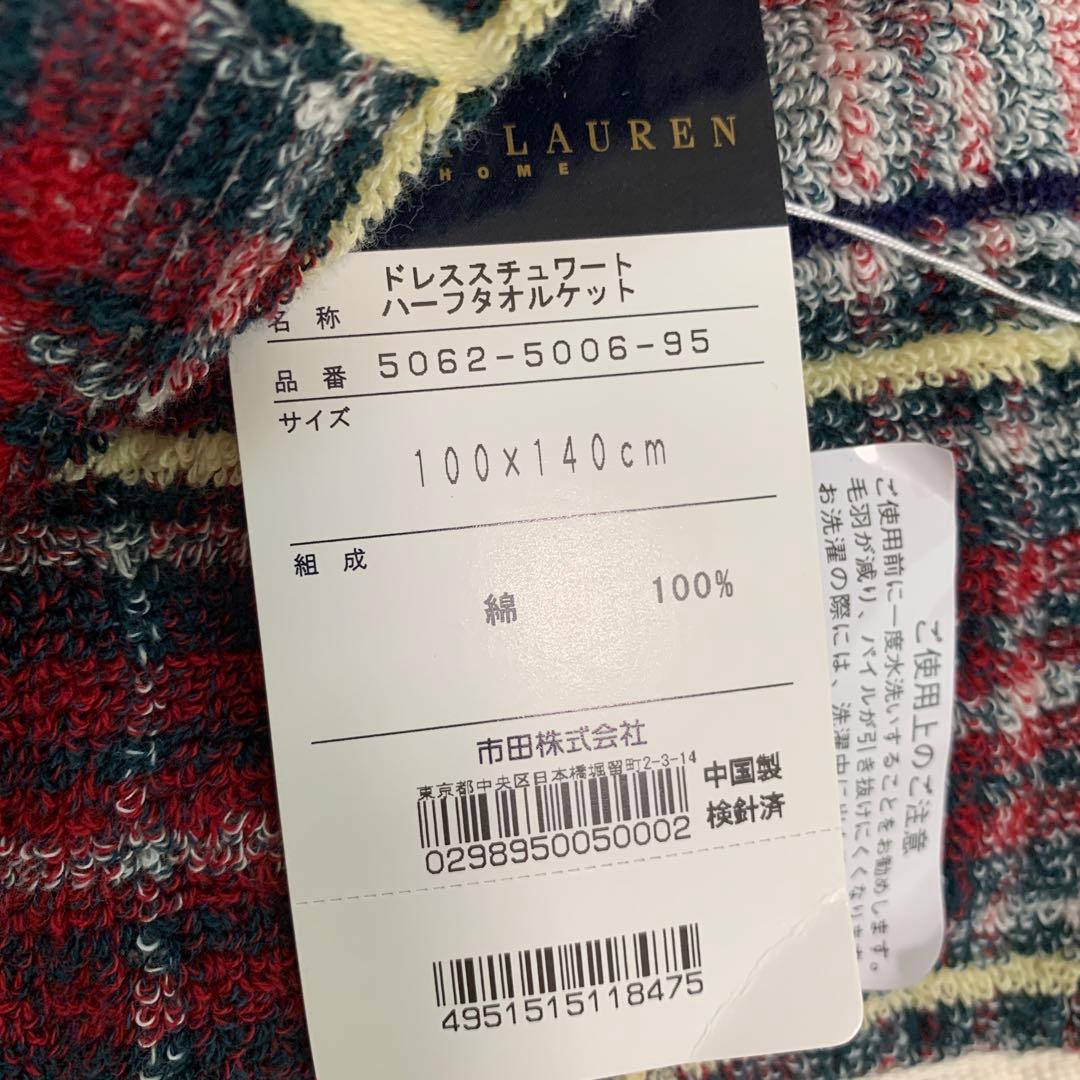 LAUREN
HOME
名称 ドレススチュワート
ハーフタオルケット
品番 5062-5006-95
サイズ
100×140cm
組成
綿 100%
市田株式会社
東京都中央区日本橋堀留町2-3-14
中国製
検針済
0298950050002
4951515118475
ご使用上のご注意
ご使用前に一度水洗いすることをお勧めします。
毛羽が減り、パイルが引き抜けにくくなります
お洗濯の際には、洗濯